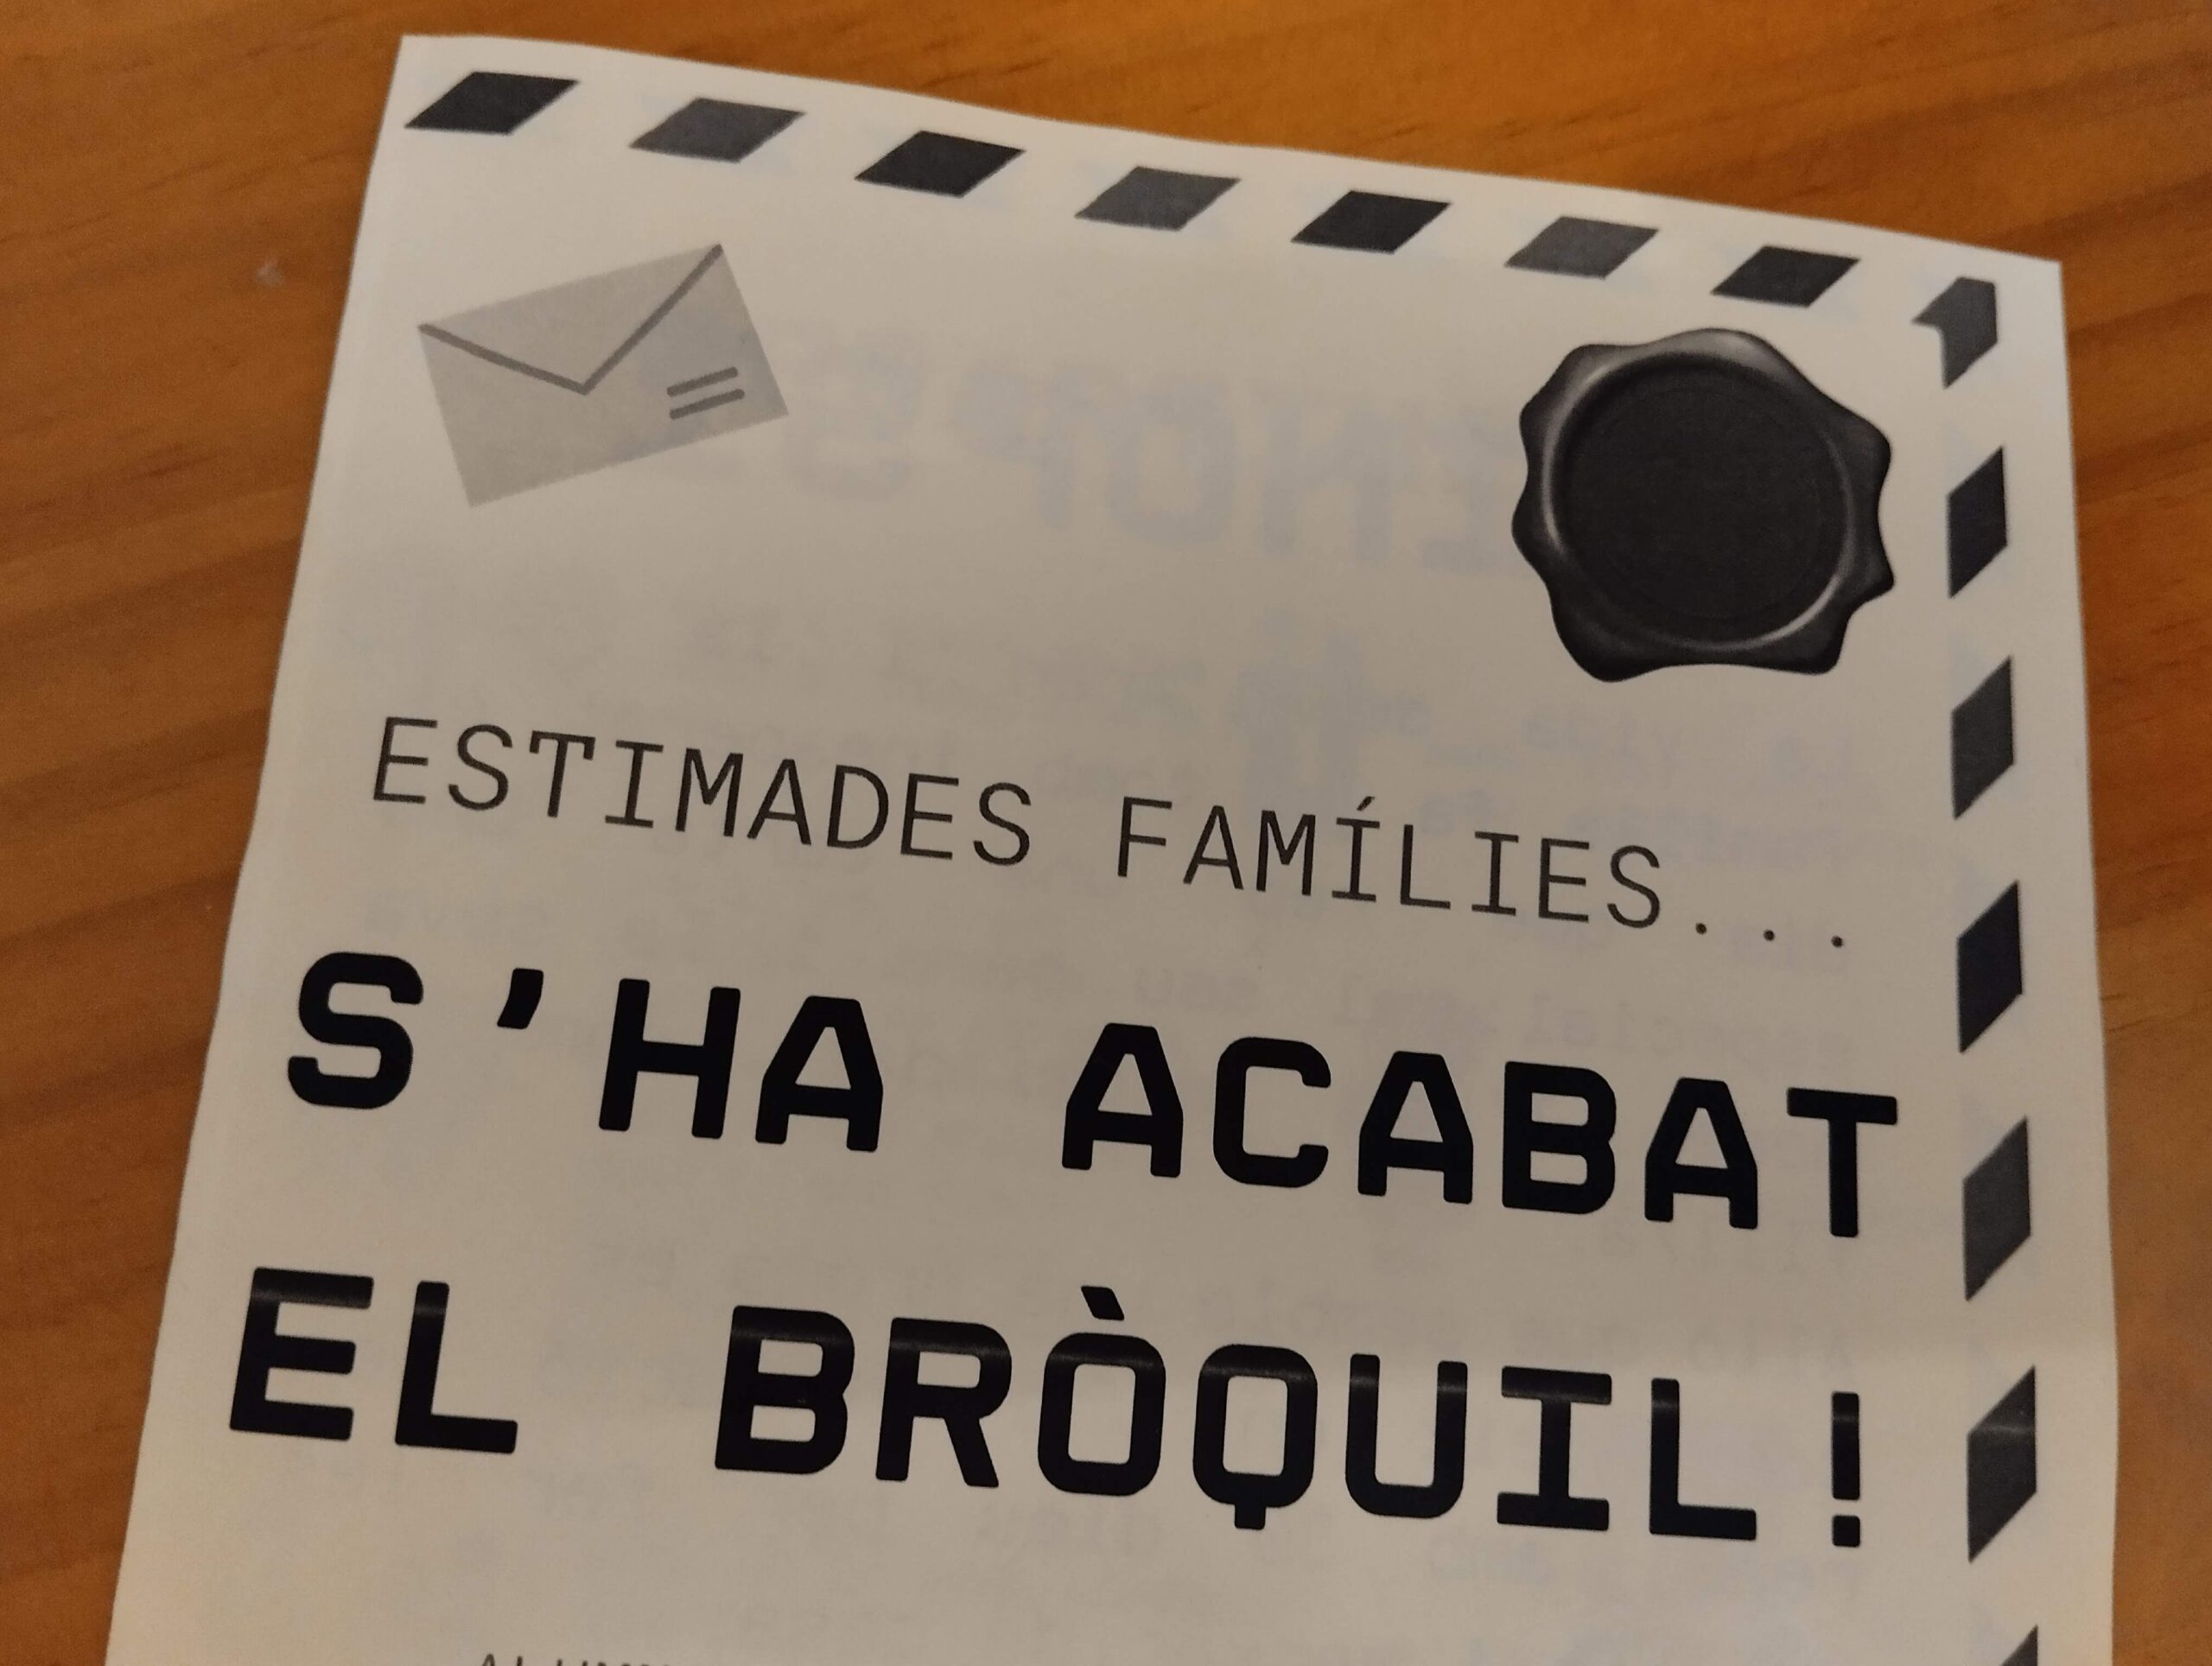 ESTIMADES FAMÍLIES...
S'HA ACABAT
EL BRÒQUIL!